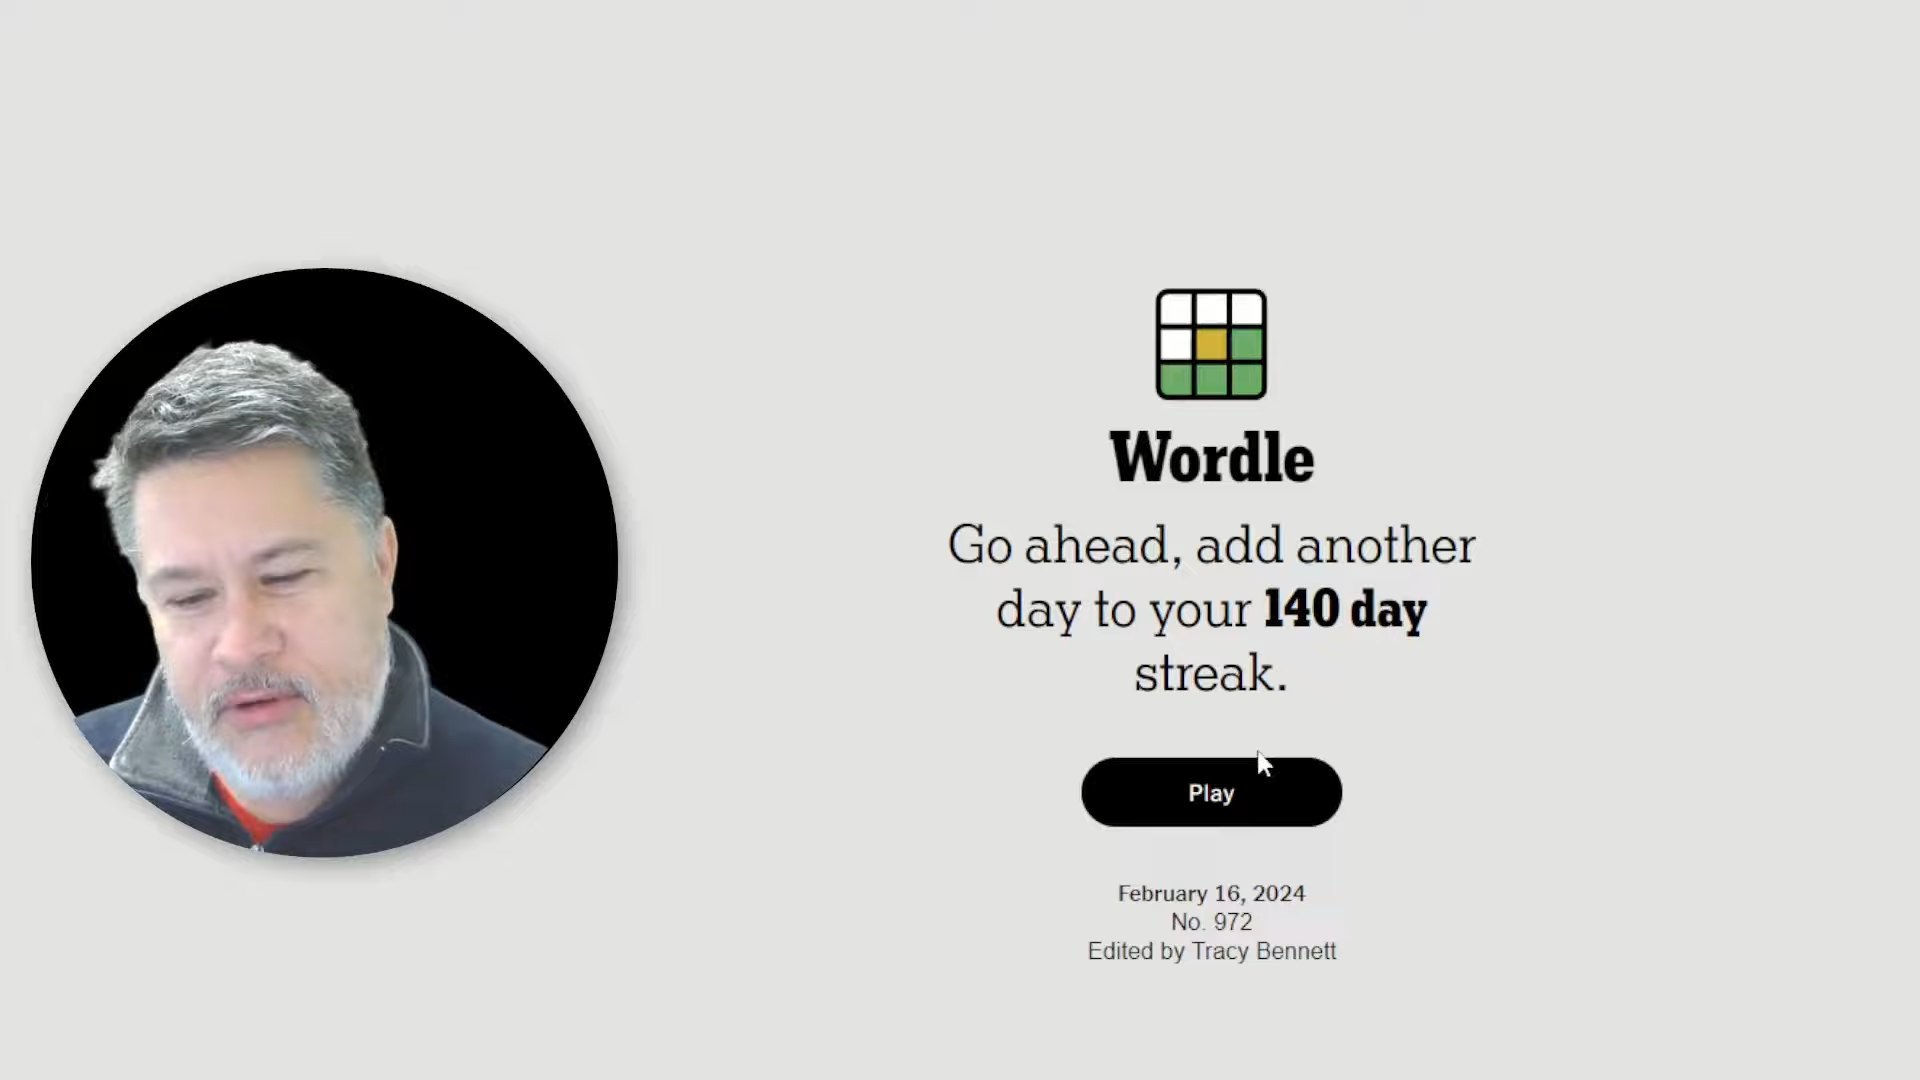 Wordle
Go ahead, add another
day to your 140 day
streak.
Play
February 16, 2024
No. 972
Edited by Tracy Bennett